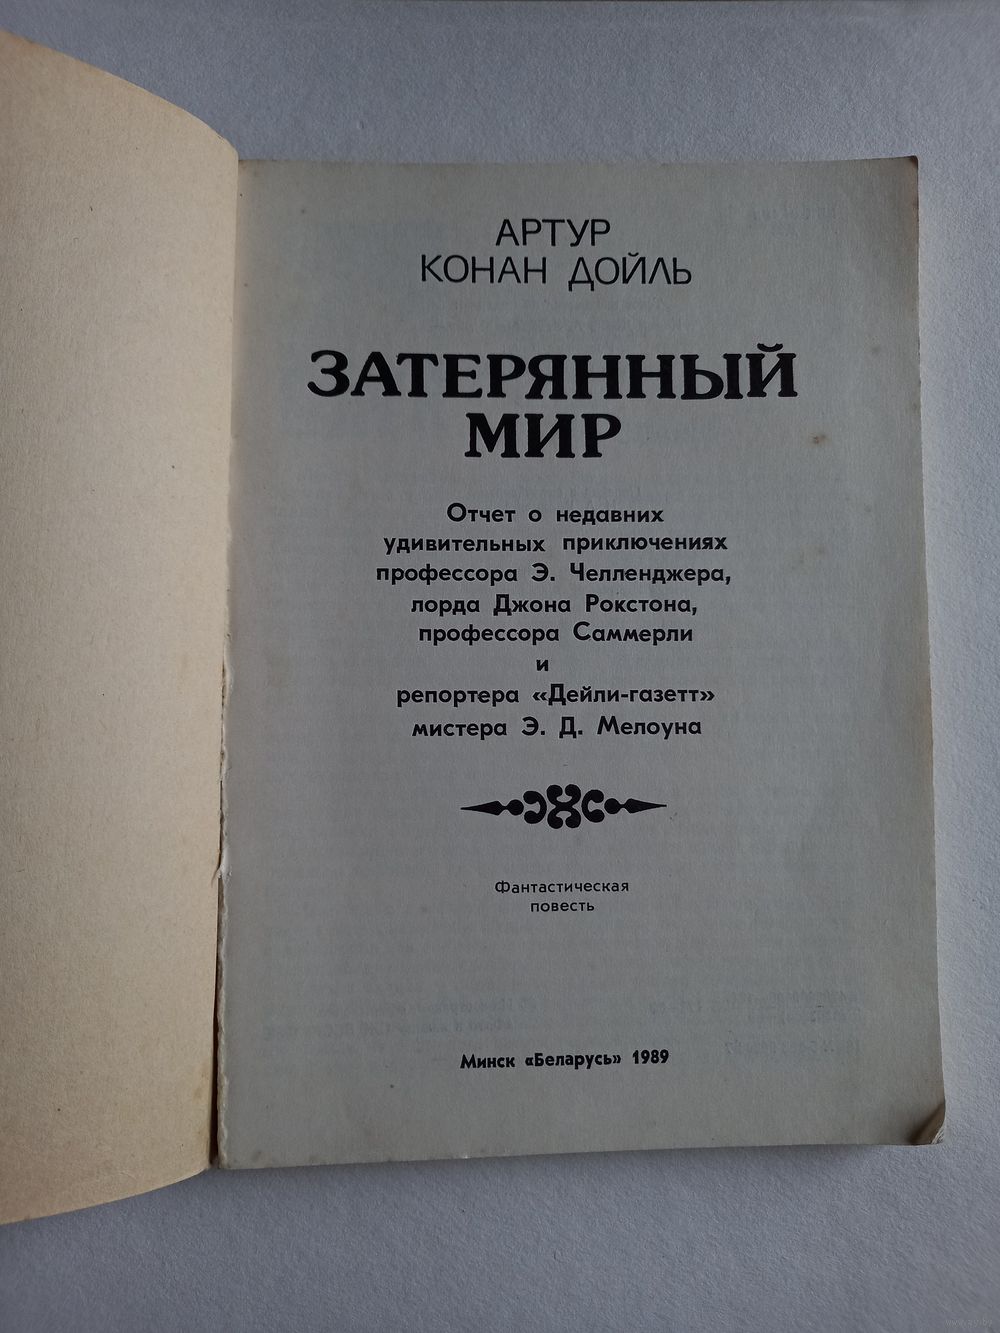 АРТУР
КОНАН ДОЙЛЬ
ЗАТЕРЯННЫЙ
МИР
Отчет о недавних
удивительных приключениях
профессора Э. Челленджера,
лорда Джона Рокстона,
профессора Саммерли
и
репортера «Дейли-газетт»
мистера Э. Д. Мелоуна
Фантастическая
повесть
Минск «Беларусь» 1989